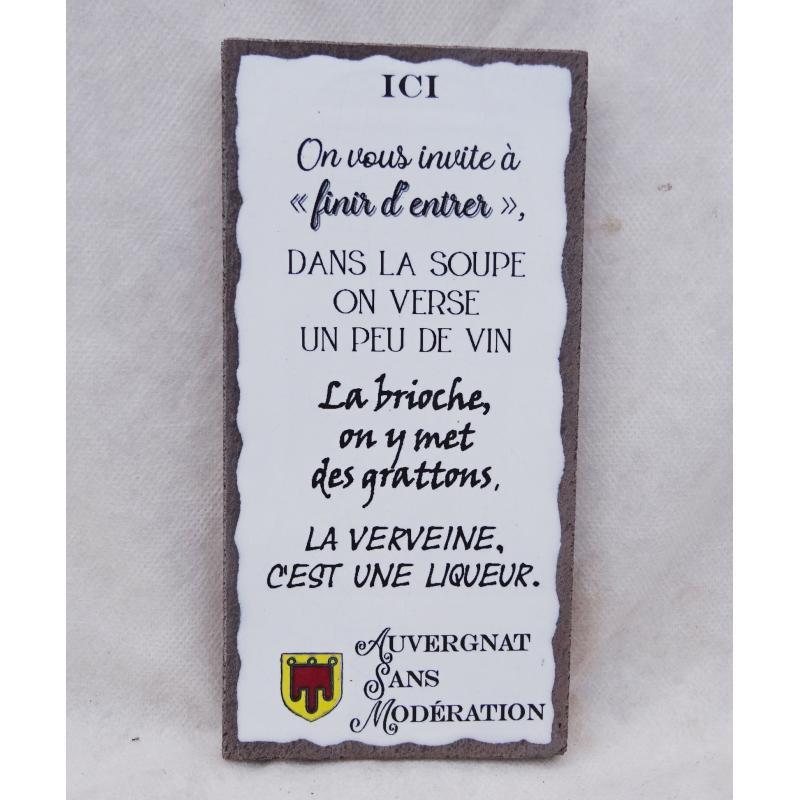 ICI
On vous invite à
« finir d'entrer »,
DANS LA SOUPE
ON VERSE
UN PEU DE VIN
La brioche,
on y met
des grattons.
LA VERVEINE,
C'EST UNE LIQUEUR.
AUVERGNAT
SANS
MODÉRATION